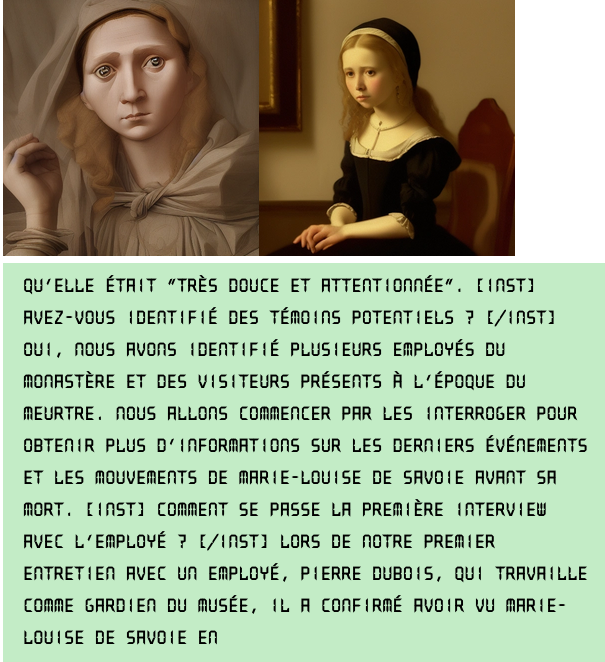 QU'ELLE ÉTAIT "TRÈS DOUCE ET ATTENTIONNÉE". [INST]
AVEZ-VOUS IDENTIFIÉ DES TÉMOINS POTENTIELS ? [/INST]
OUI, NOUS AVONS IDENTIFIÉ PLUSIEURS EMPLOYÉS DU
MONASTÈRE ET DES VISITEURS PRÉSENTS À L'ÉPOQUE DU
MEURTRE. NOUS ALLONS COMMENCER PAR LES INTERROGER POUR
OBTENIR PLUS D'INFORMATIONS SUR LES DERNIERS ÉVÉNEMENTS
ET LES MOUVEMENTS DE MARIE-LOUISE DE SAVOIE AVANT SA
MORT. [INST] COMMENT SE PASSE LA PREMIÈRE INTERVIEW
AVEC L'EMPLOYÉ ? [/INST] LORS DE NOTRE PREMIER
ENTRETIEN AVEC UN EMPLOYÉ, PIERRE DUBOIS, QUI TRAVAILLE
COMME GARDIEN DU MUSÉE, IL A CONFIRMÉ AVOIR VU MARIE-
LOUISE DE SAVOIE EN